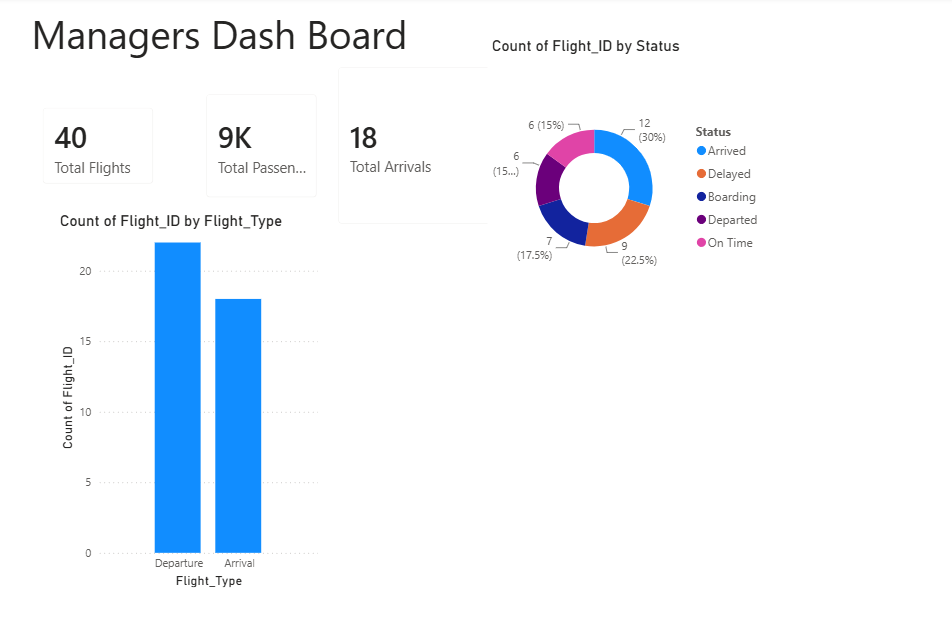 Managers Dash Board
40
Total Flights
9K
Total Passen...
18
Total Arrivals
Count of Flight_ID by Status
12
(30%)
9
(22.5%)
7
(17.5%)
6
(15...)
6 (15%)
Status
Arrived
Delayed
Boarding
Departed
On Time
Count of Flight_ID by Flight_Type
Count of Flight_ID
20
15
10
5
0
Departure
Arrival
Flight_Type